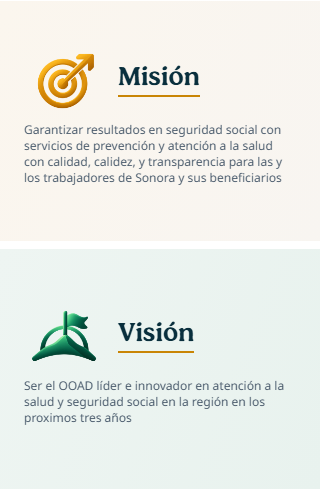 Misión
Garantizar resultados en seguridad social con
servicios de prevención y atención a la salud
con calidad, calidez, y transparencia para las y
los trabajadores de Sonora y sus beneficiarios
Visión
Ser el OOAD líder e innovador en atención a la
salud y seguridad social en la región en los
proximos tres años